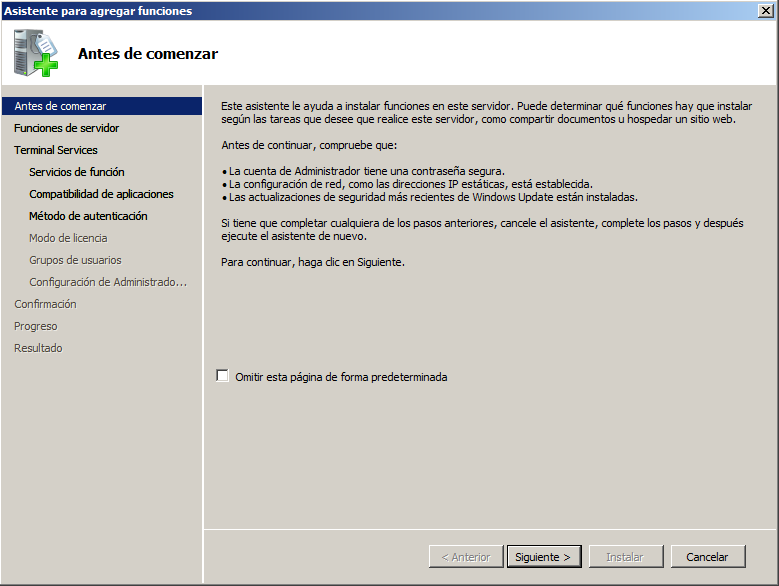 Asistente para agregar funciones
Antes de comenzar
Antes de comenzar
Funciones de servidor
Terminal Services
Servicios de función
Compatibilidad de aplicaciones
Método de autenticación
Modo de licencia
Grupos de usuarios
Configuración de Administrado...
Confirmación
Progreso
Resultado
Este asistente le ayuda a instalar funciones en este servidor. Puede determinar qué funciones hay que instalar
según las tareas que desee que realice este servidor, como compartir documentos u hospedar un sitio web.
Antes de continuar, compruebe que:
• La cuenta de Administrador tiene una contraseña segura.
• La configuración de red, como las direcciones IP estáticas, está establecida.
• Las actualizaciones de seguridad más recientes de Windows Update están instaladas.
Si tiene que completar cualquiera de los pasos anteriores, cancele el asistente, complete los pasos y después
ejecute el asistente de nuevo.
Para continuar, haga clic en Siguiente.
Omitir esta página de forma predeterminada
< Anterior
Siguiente >
Instalar
Cancelar